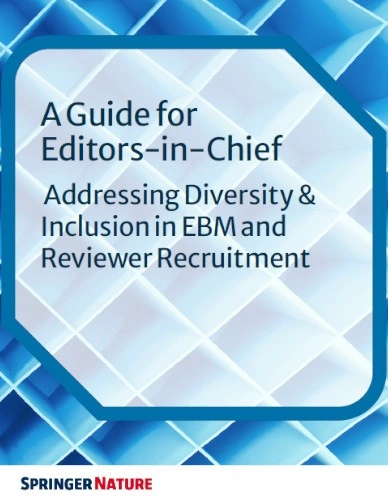 A Guide for
Editors-in-Chief
Addressing Diversity &
Inclusion in EBM and
Reviewer Recruitment
SPRINGER NATURE